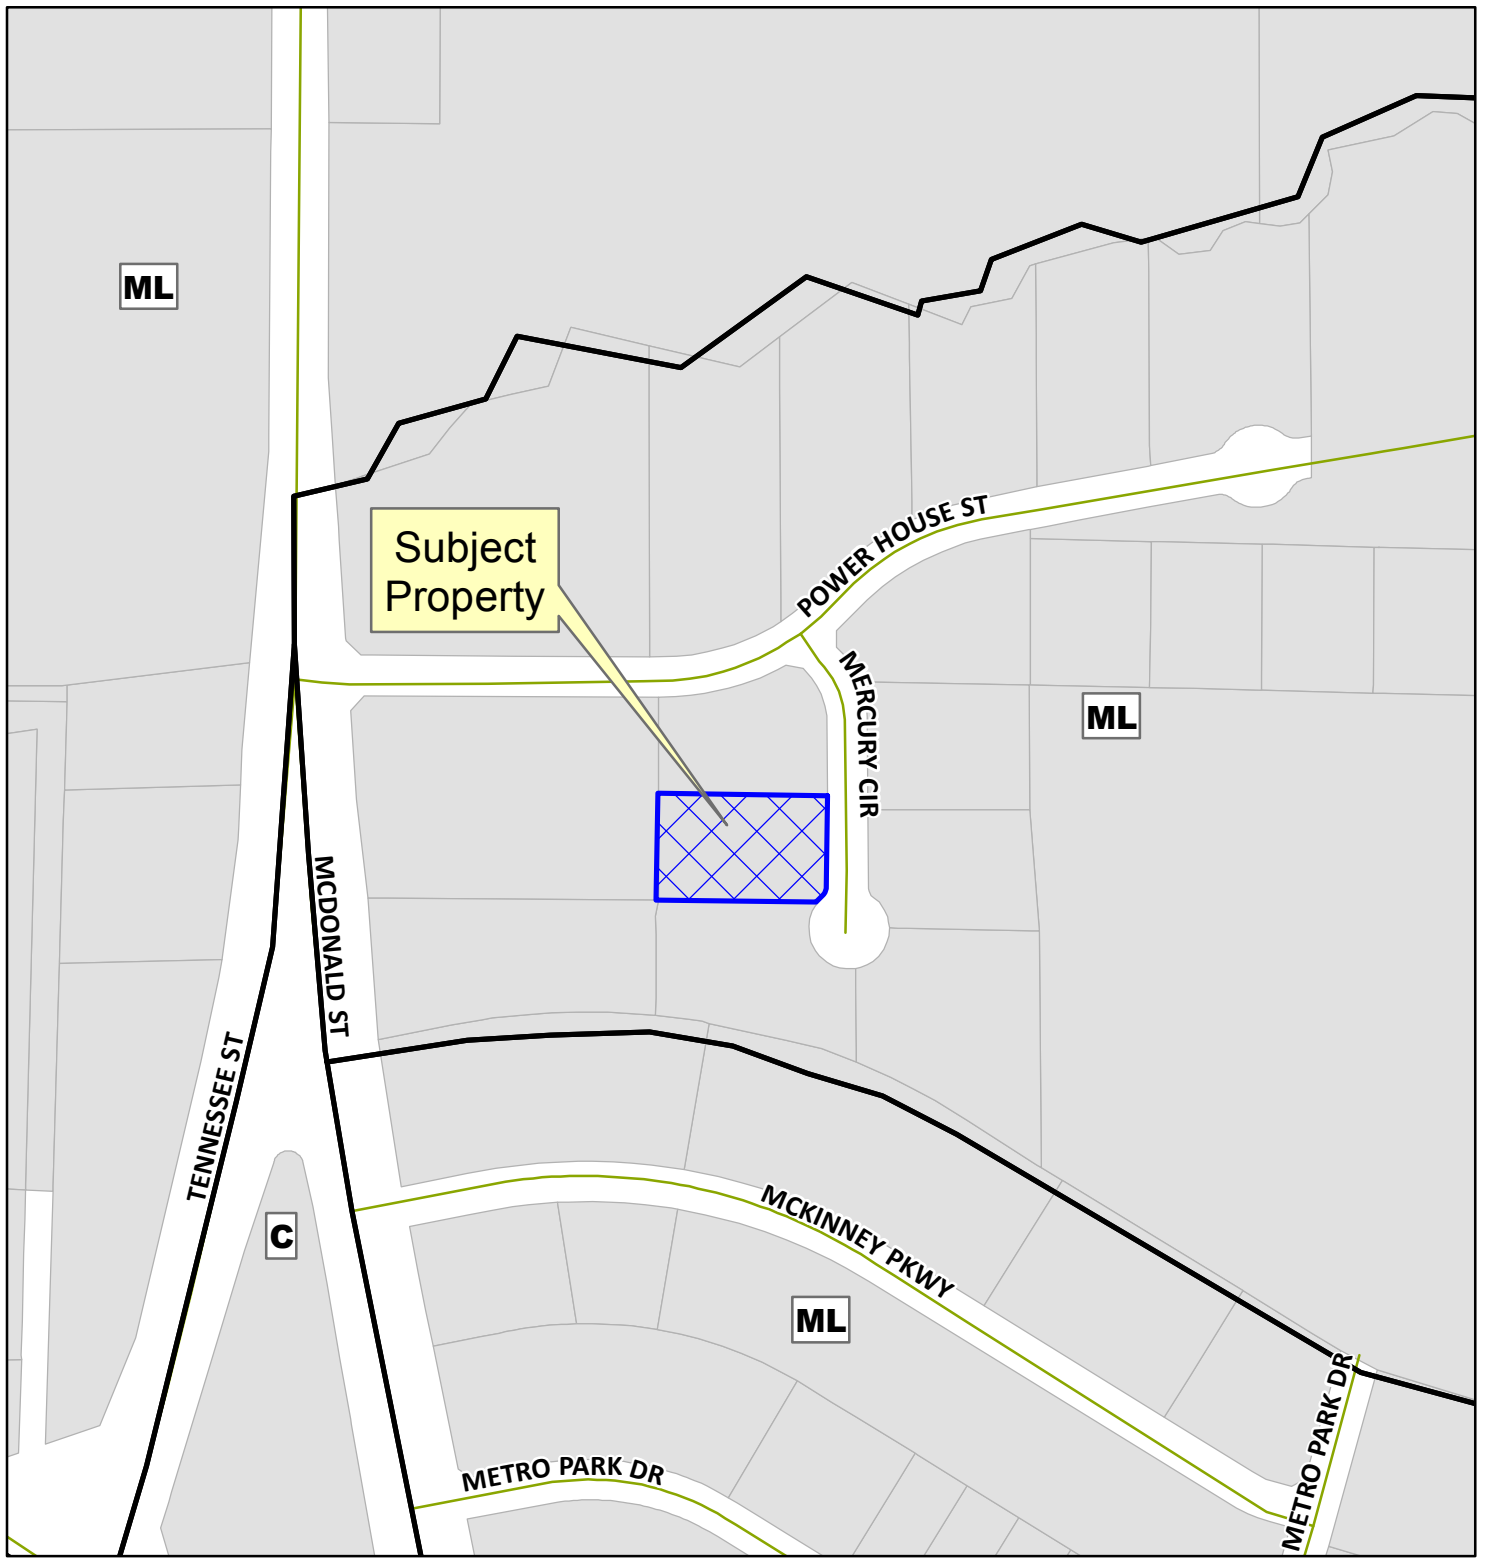 ML
POWER HOUSE ST
Subject
Property
MERCURY CIR
ML
MCDONALD ST
TENNESSEE ST
MCKINNEY PKWY
C
ML
METRO PARK DR
METRO PARK DR